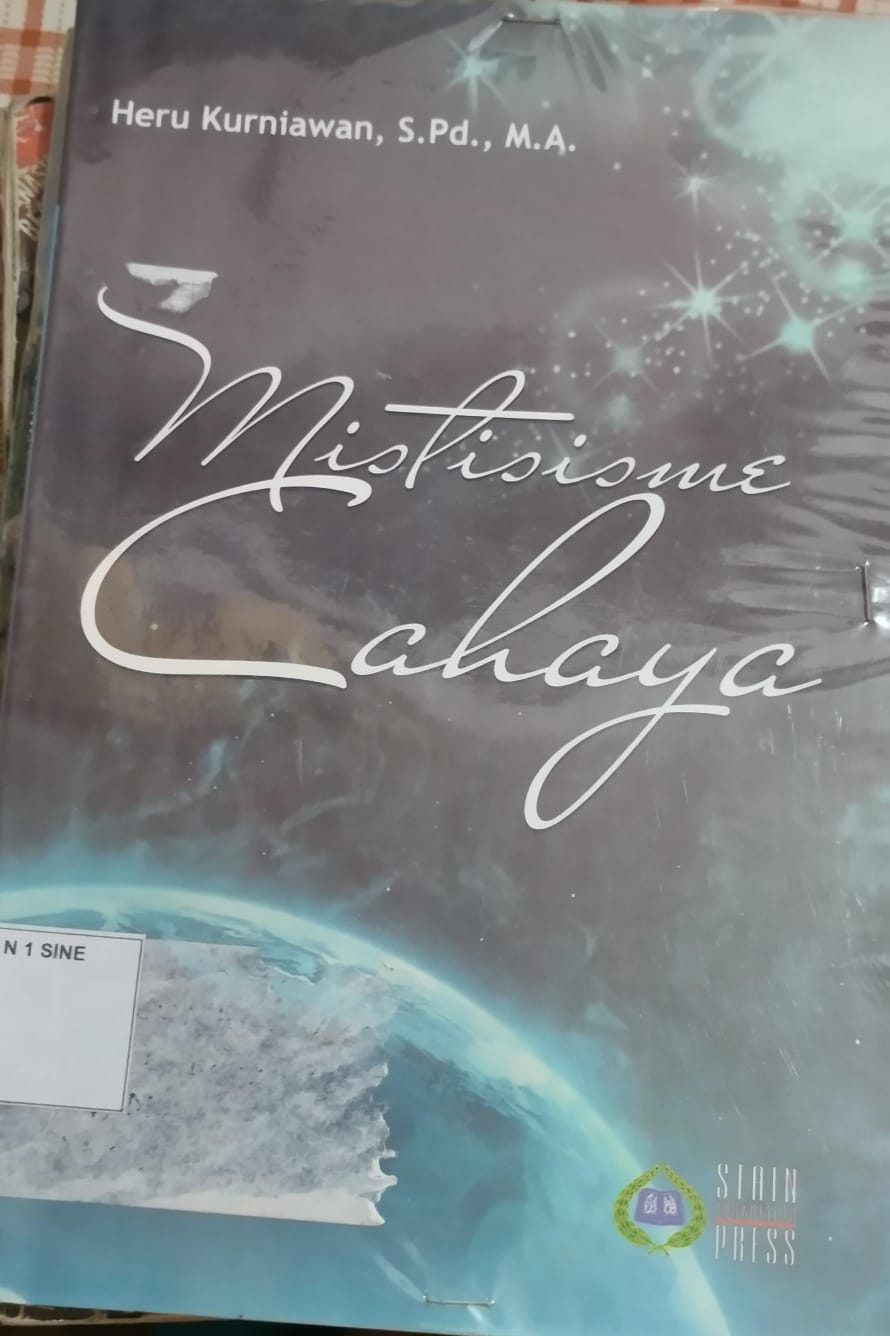 Heru Kurniawan, S.Pd., M.A.
Mistisisme
Cahaya
N 1 SINE
STAIN
PRESS